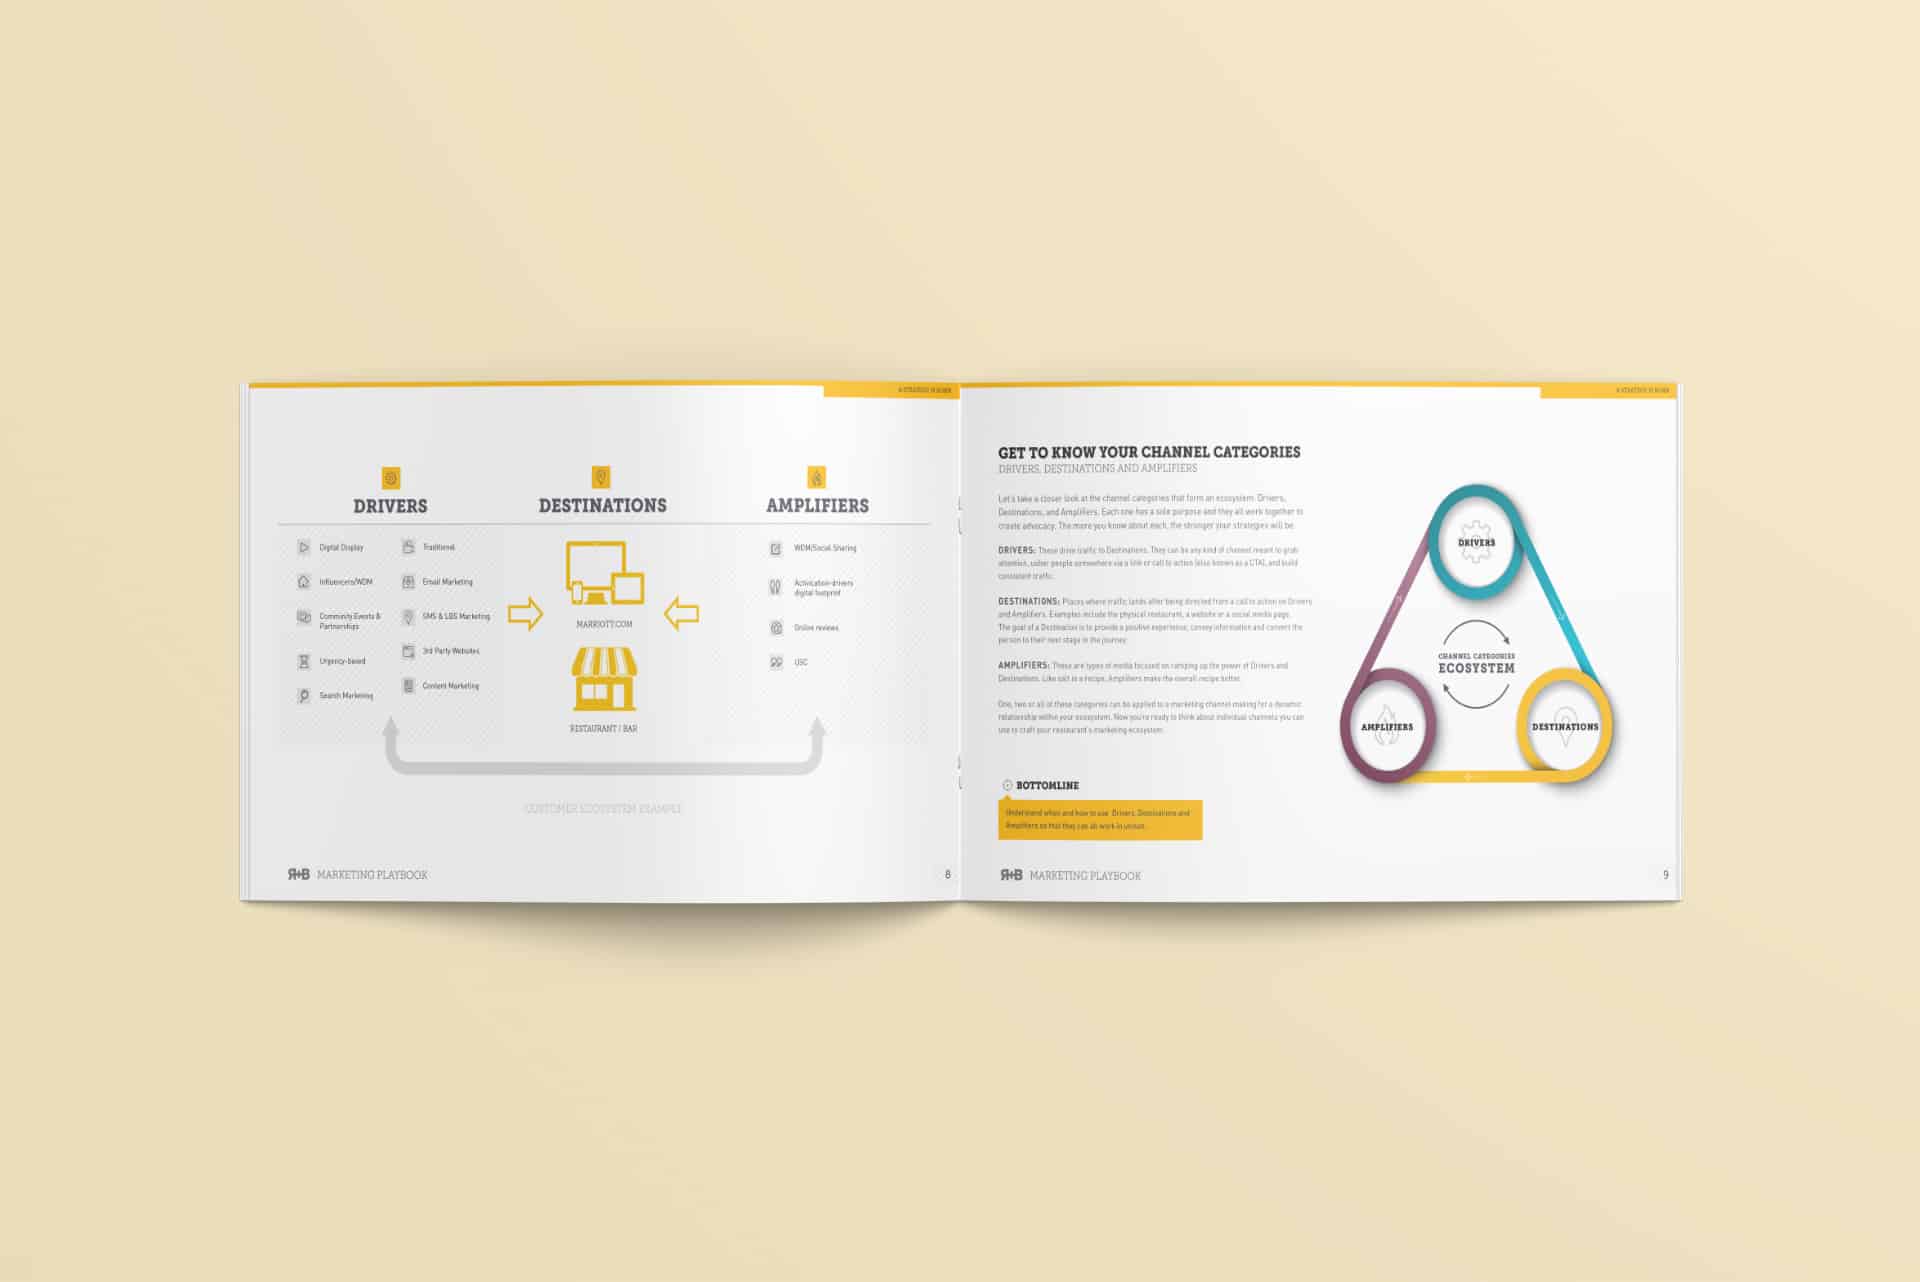 A STRATEGIC PLANNER
DRIVERS
DESTINATIONS
AMPLIFIERS
Digital Display
Influencers/WOM
Community Events &
Partnerships
Urgency-based
Search Marketing
Traditional
Email Marketing
SMS & LBS Marketing
3rd Party Websites
Content Marketing
MARRIOTT.COM
RESTAURANT / BAR
WOM/Social Sharing
Activication-drivers
digital footprint
Online reviews
CUSTOMER ECOSYSTEM EXAMPLE
R+B MARKETING PLAYBOOK
8
GET TO KNOW YOUR CHANNEL CATEGORIES
DRIVERS, DESTINATIONS AND AMPLIFIERS
Let's take a closer look at the channel categories that form an ecosystem: Drivers,
Destinations, and Amplifiers. Each one has a sole purpose and they all work together to
create advocacy. The more you know about each, the stronger your strategies will be.
DRIVERS: These drive traffic to Destinations. They can be any kind of channel meant to grab
attention, usher people somewhere via a link or call to action (also known as a CTA), and build
consistent traffic.
DESTINATIONS: Places where traffic lands after being directed from a call to action on Drivers
and Amplifiers. Examples include the physical restaurant, a website or a social media page.
The goal of a Destination is to provide a positive experience, convey information and convert the
person to their next stage in the journey.
AMPLIFIERS: These are types of media focused on ramping up the power of Drivers and
Destinations. Like salt in a recipe, Amplifiers make the overall recipe better.
One, two or all of these categories can be applied to a marketing channel making for a dynamic
relationship within your ecosystem. Now you're ready to think about individual channels you can
use to craft your restaurant's marketing ecosystem.
BOTTOMLINE
Understand when and how to use Drivers, Destinations and
Amplifiers so that they can all work in unison.
DRIVERS
CHANNEL CATEGORIES
ECOSYSTEM
AMPLIFIERS
DESTINATIONS
R+B MARKETING PLAYBOOK
9